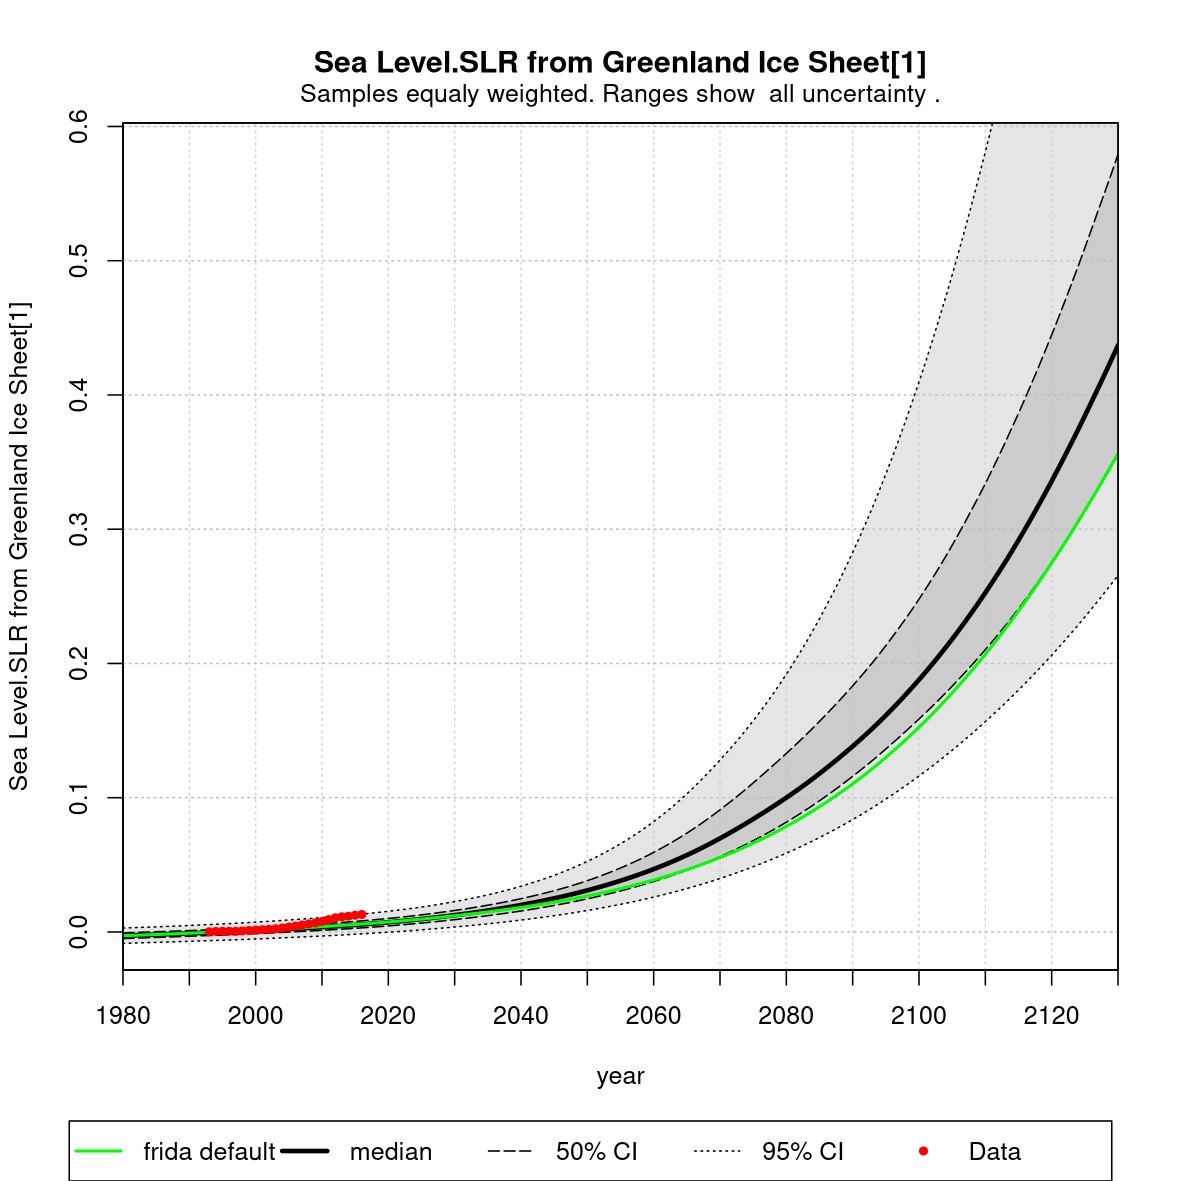 Sea Level.SLR from Greenland Ice Sheet[1]
Samples equaly weighted. Ranges show  all uncertainty .
Sea Level.SLR from Greenland Ice Sheet[1]
0.6
0.5
0.4
0.3
0.2
0.1
0.0
1980 2000 2020 2040 2060 2080 2100 2120
year
frida default median 50% CI 95% CI Data